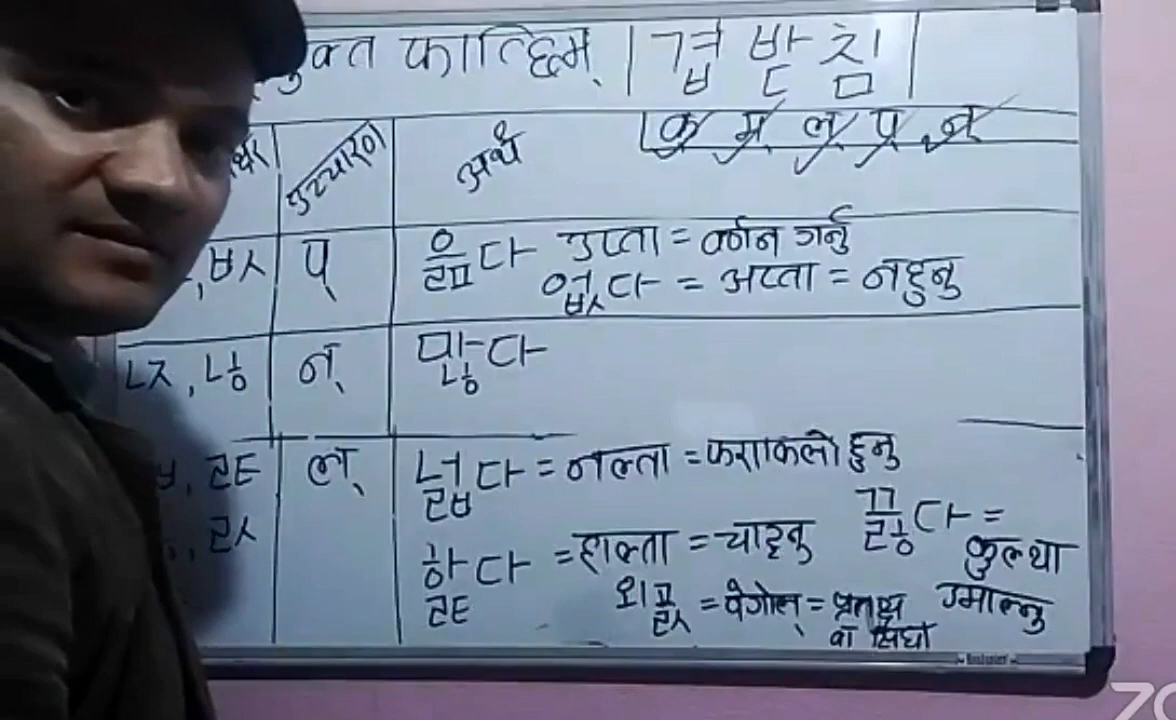 युक्त फात्छिम् | 겹받침 |
उच्चारण अर्थ क म् ल् प् न्
ㅄ प् 읊다 उप्ता = वर्णन गर्नु
없다 = अप्ता = नहुनु
ㄵ, ㄶ न् 많다
ㄾ ल् 넓다 = नल्ता = फराकिलो हुनु
ㄽ 끓다 =
핥다 = हाल्ता = चाट्नु कुल्था
외곬 = वेगोल् = प्रत्यक्ष उमाल्नु
वा सिधा